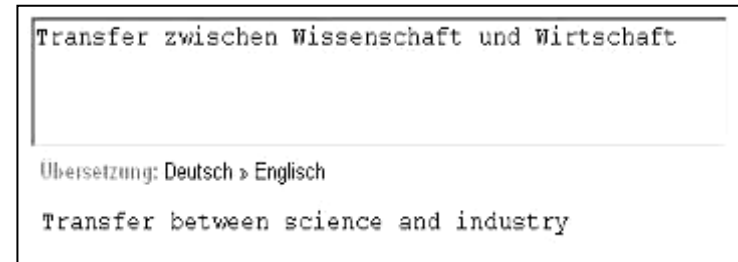 Transfer zwischen Wissenschaft und Wirtschaft
Übersetzung: Deutsch » Englisch
Transfer between science and industry